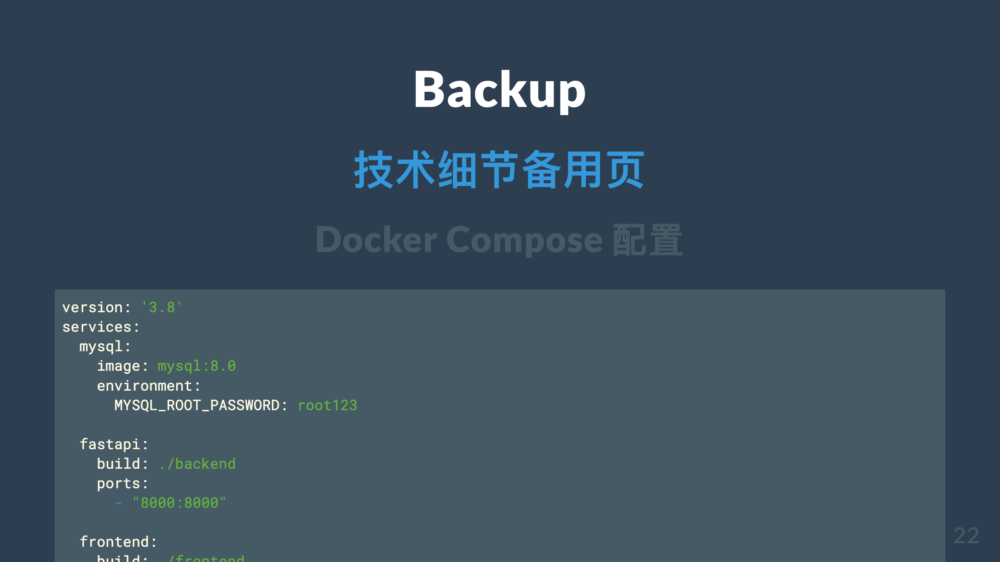 Backup
技术细节备用页
Docker Compose 配置
version: '3.8'
services:
  mysql:
    image: mysql:8.0
    environment:
      MYSQL_ROOT_PASSWORD: root123
  fastapi:
    build: ./backend
    ports:
      - "8000:8000"
  frontend:
    build: ./frontend
22